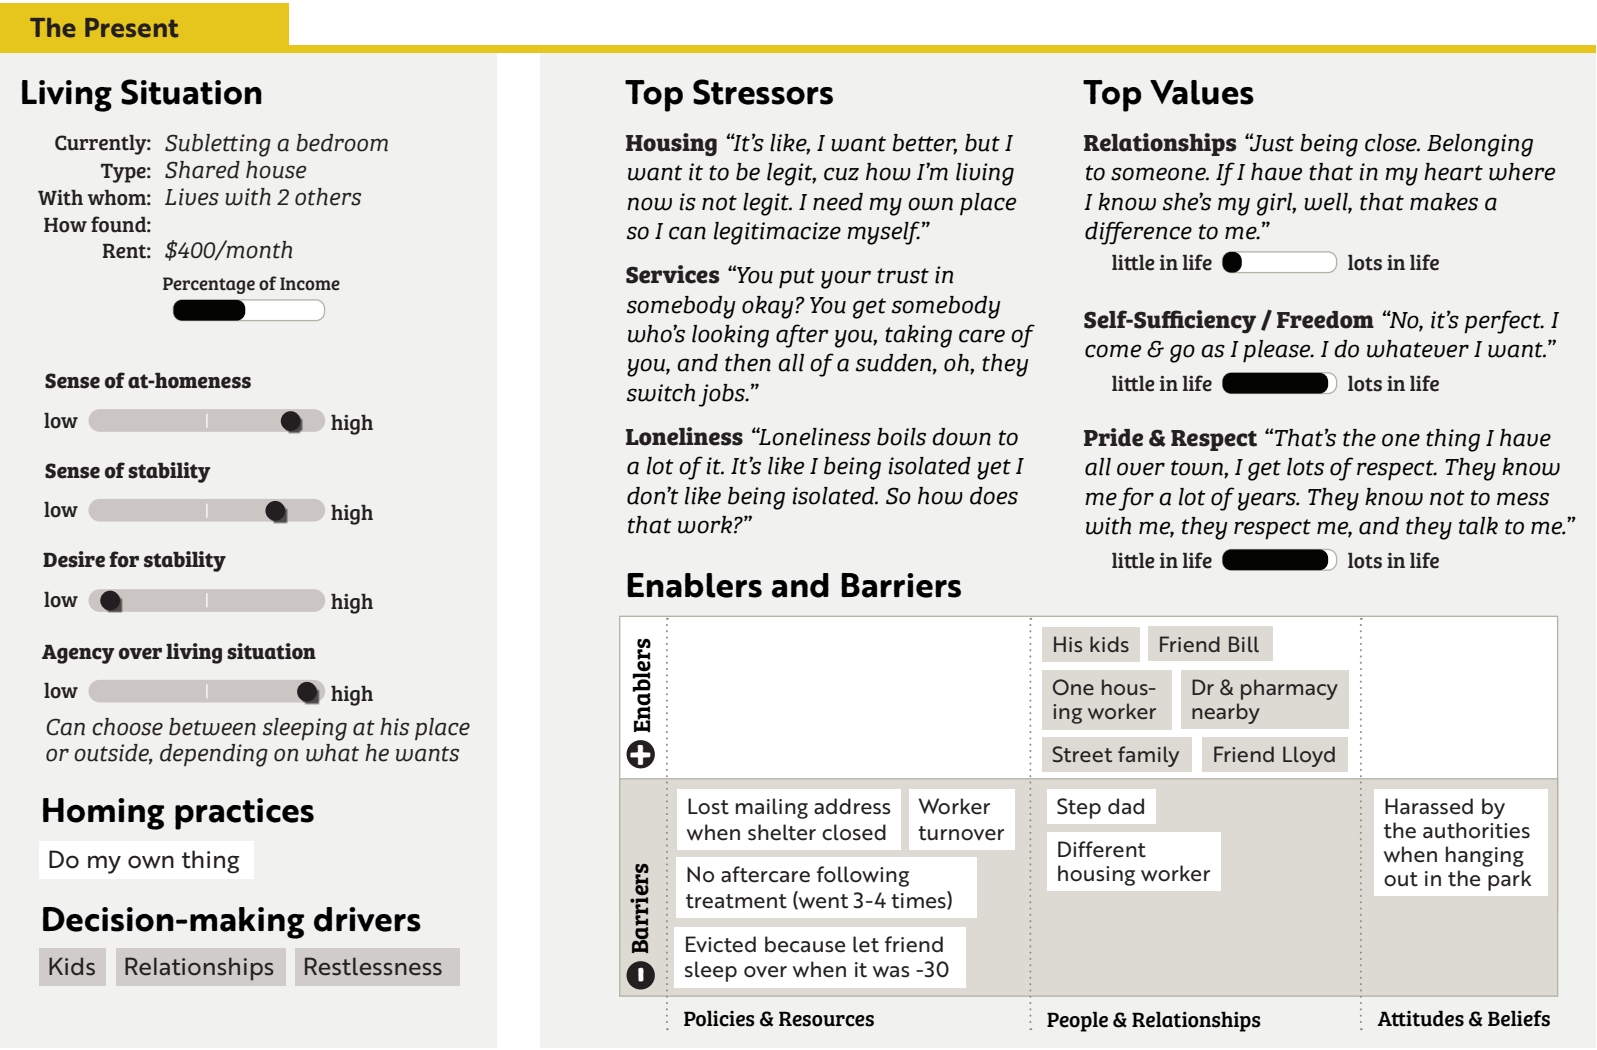 The Present
Living Situation
Currently: Subletting a bedroom
Type: Shared house
With whom: Lives with 2 others
How found:
Rent: $400/month
Percentage of Income
Sense of at-homeness
low high
Sense of stability
low high
Desire for stability
low high
Agency over living situation
low high
Can choose between sleeping at his place
or outside, depending on what he wants
Homing practices
Do my own thing
Decision-making drivers
Kids Relationships Restlessness
Top Stressors
Housing “It’s like, I want better, but I
want it to be legit, cuz how I’m living
now is not legit. I need my own place
so I can legitimacize myself.”
Services “You put your trust in
somebody okay? You get somebody
who’s looking after you, taking care of
you, and then all of a sudden, oh, they
switch jobs.”
Loneliness “Loneliness boils down to
a lot of it. It’s like I being isolated yet I
don’t like being isolated. So how does
that work?”
Top Values
Relationships “Just being close. Belonging
to someone. If I have that in my heart where
I know she’s my girl, well, that makes a
difference to me.”
little in life lots in life
Self-Sufficiency / Freedom “No, it’s perfect. I
come & go as I please. I do whatever I want.”
little in life lots in life
Pride & Respect “That’s the one thing I have
all over town, I get lots of respect. They know
me for a lot of years. They know not to mess
with me, they respect me, and they talk to me.”
little in life lots in life
Enablers and Barriers
Enablers
His kids Friend Bill
One hous-
ing worker
Dr & pharmacy
nearby
Street family Friend Lloyd
Barriers
Lost mailing address
when shelter closed
Worker
turnover
No aftercare following
treatment (went 3-4 times)
Evicted because let friend
sleep over when it was -30
Step dad
Different
housing worker
Harassed by
the authorities
when hanging
out in the park
Policies & Resources People & Relationships Attitudes & Beliefs